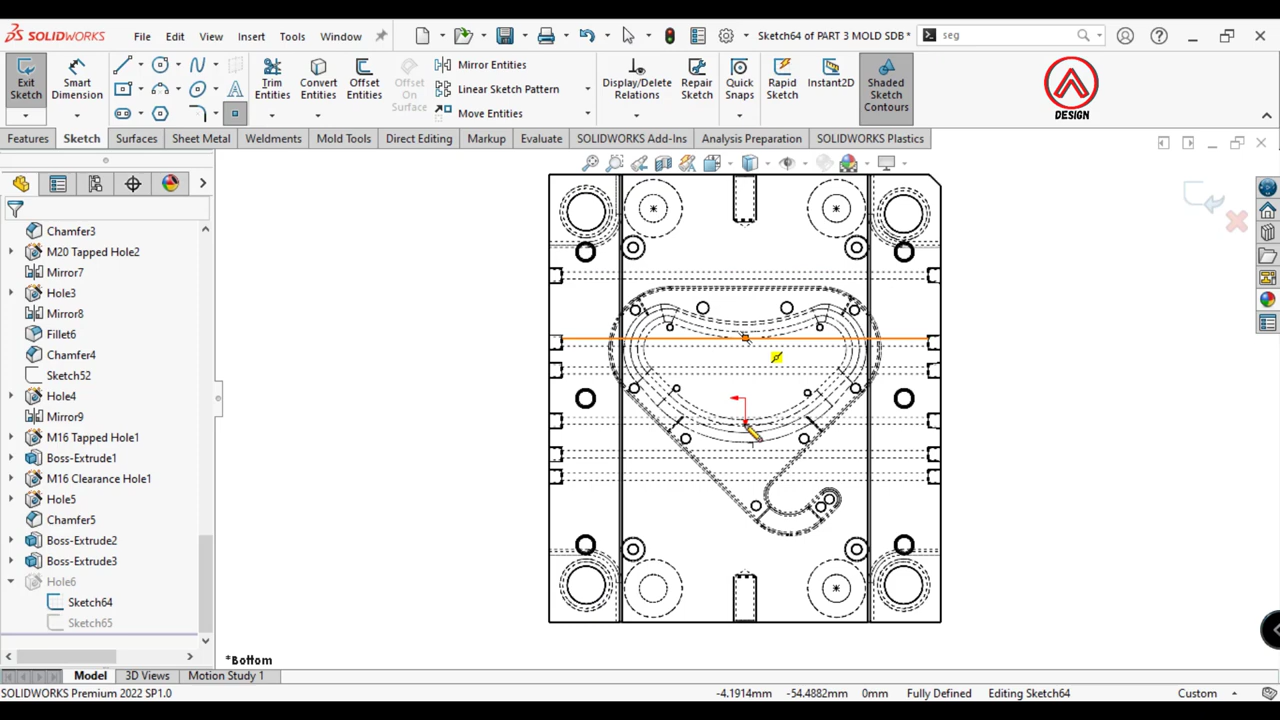 SOLIDWORKS File Edit View Insert Tools Window Sketch64 of PART 3 MOLD SDB * seg
Exit Sketch
Smart Dimension
Trim Entities
Convert Entities
Offset Entities
Offset On Surface
Mirror Entities
Linear Sketch Pattern
Move Entities
Display/Delete Relations
Repair Sketch
Quick Snaps
Rapid Sketch
Instant2D
Shaded Sketch Contours
DESIGN
Features Sketch Surfaces Sheet Metal Weldments Mold Tools Direct Editing Markup Evaluate SOLIDWORKS Add-Ins Analysis Preparation SOLIDWORKS Plastics
Chamfer3
M20 Tapped Hole2
Mirror7
Hole3
Mirror8
Fillet6
Chamfer4
Sketch52
Hole4
Mirror9
M16 Tapped Hole1
Boss-Extrude1
M16 Clearance Hole1
Hole5
Chamfer5
Boss-Extrude2
Boss-Extrude3
Hole6
Sketch64
Sketch65
*Bottom
Model 3D Views Motion Study 1
SOLIDWORKS Premium 2022 SP1.0 -4.1914mm -54.4882mm 0mm Fully Defined Editing Sketch64 Custom